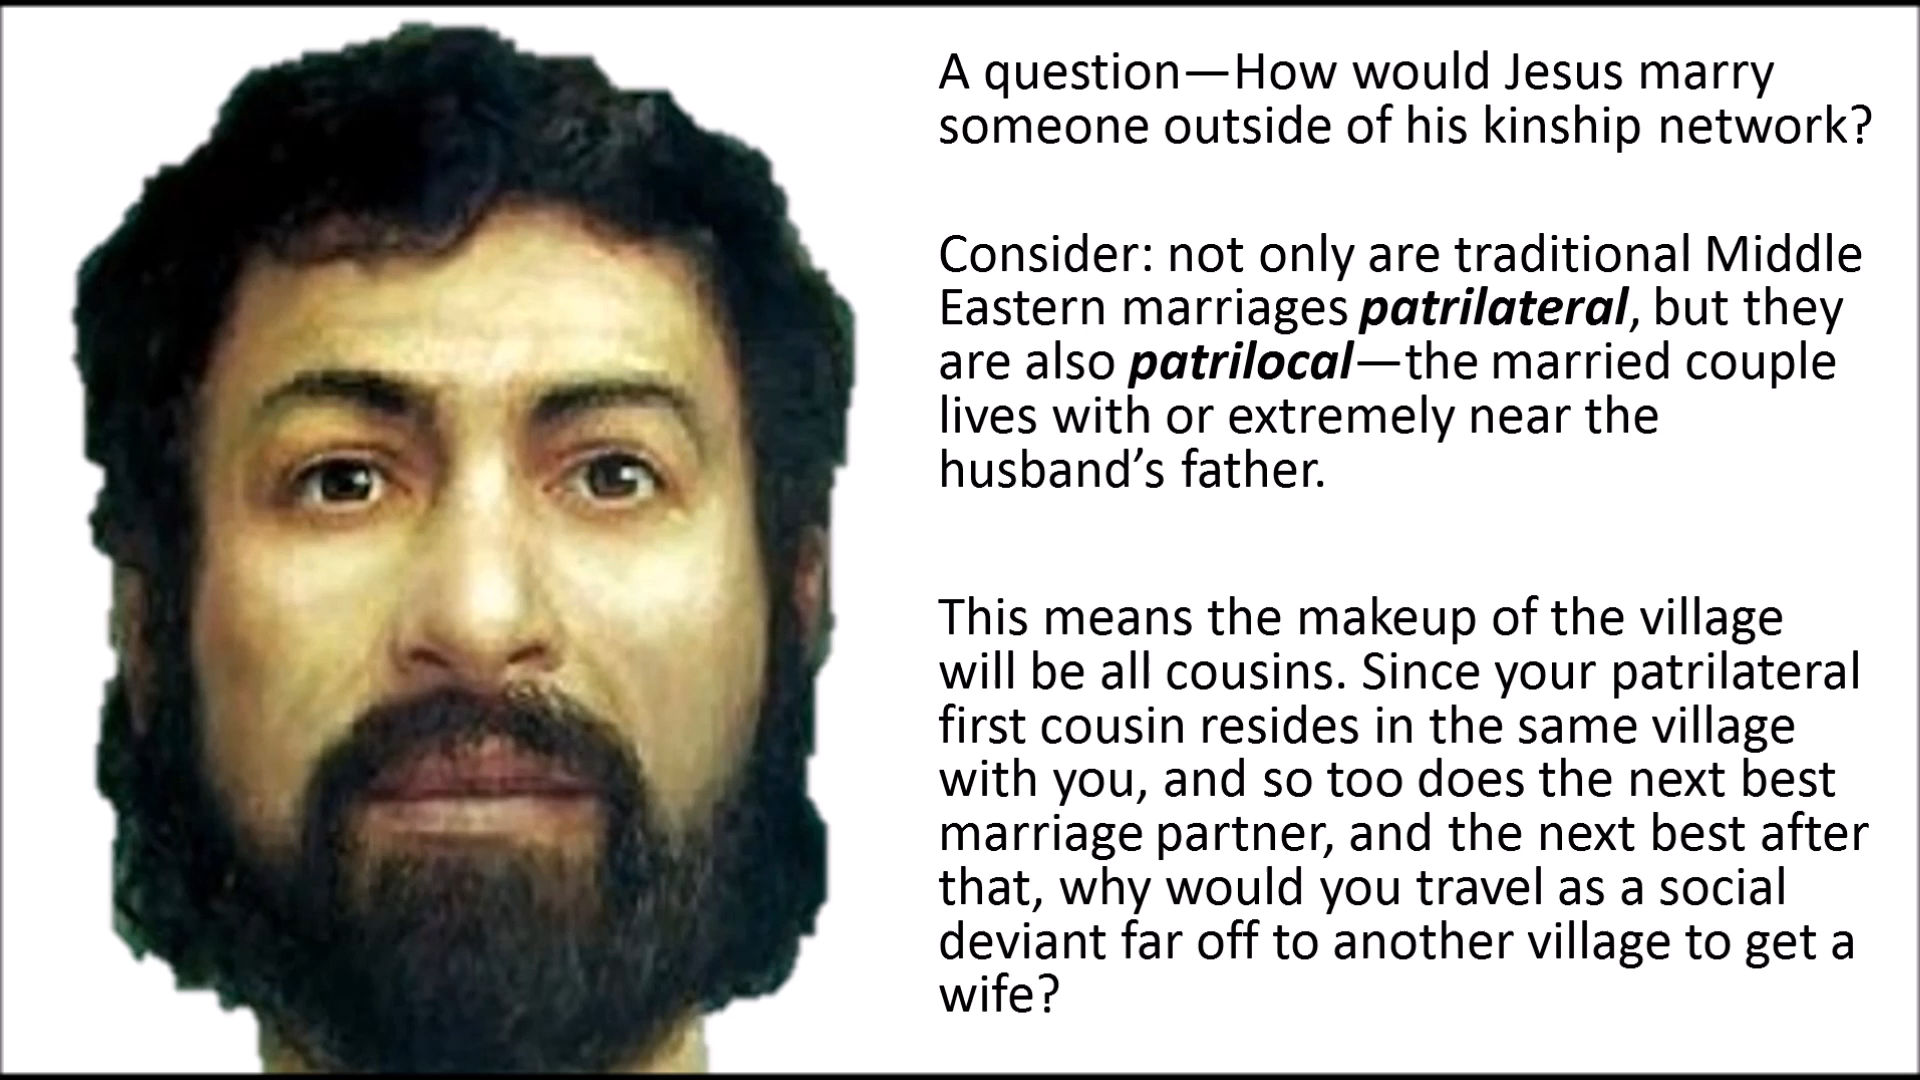 A question—How would Jesus marry
someone outside of his kinship network?
Consider: not only are traditional Middle
Eastern marriages patrilateral, but they
are also patrilocal—the married couple
lives with or extremely near the
husband’s father.
This means the makeup of the village
will be all cousins. Since your patrilateral
first cousin resides in the same village
with you, and so too does the next best
marriage partner, and the next best after
that, why would you travel as a social
deviant far off to another village to get a
wife?